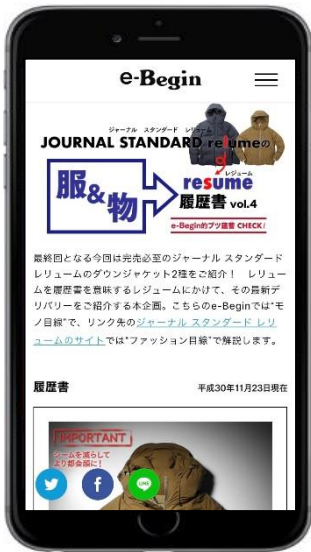 e-Begin
ジャーナル スタンダード レリューム
JOURNAL STANDARD relumeの
服&物
レジューム
resume
履歴書 vol.4
e-Begin的ブツ鑑書 CHECK!
最終回となる今回は完売必至のジャーナル スタンダード
レリュームのダウンジャケット2種をご紹介! レリュー
ムを履歴書を意味するレジュームにかけて、その最新デ
リバリーをご紹介する本企画。こちらのe-Beginでは“モ
ノ目線”で、リンク先のジャーナル スタンダード レリ
ュームのサイトでは“ファッション目線”で解説します。
履歴書
平成30年11月23日現在
IMPORTANT
シームを減らして
より都会顔に!
LINE